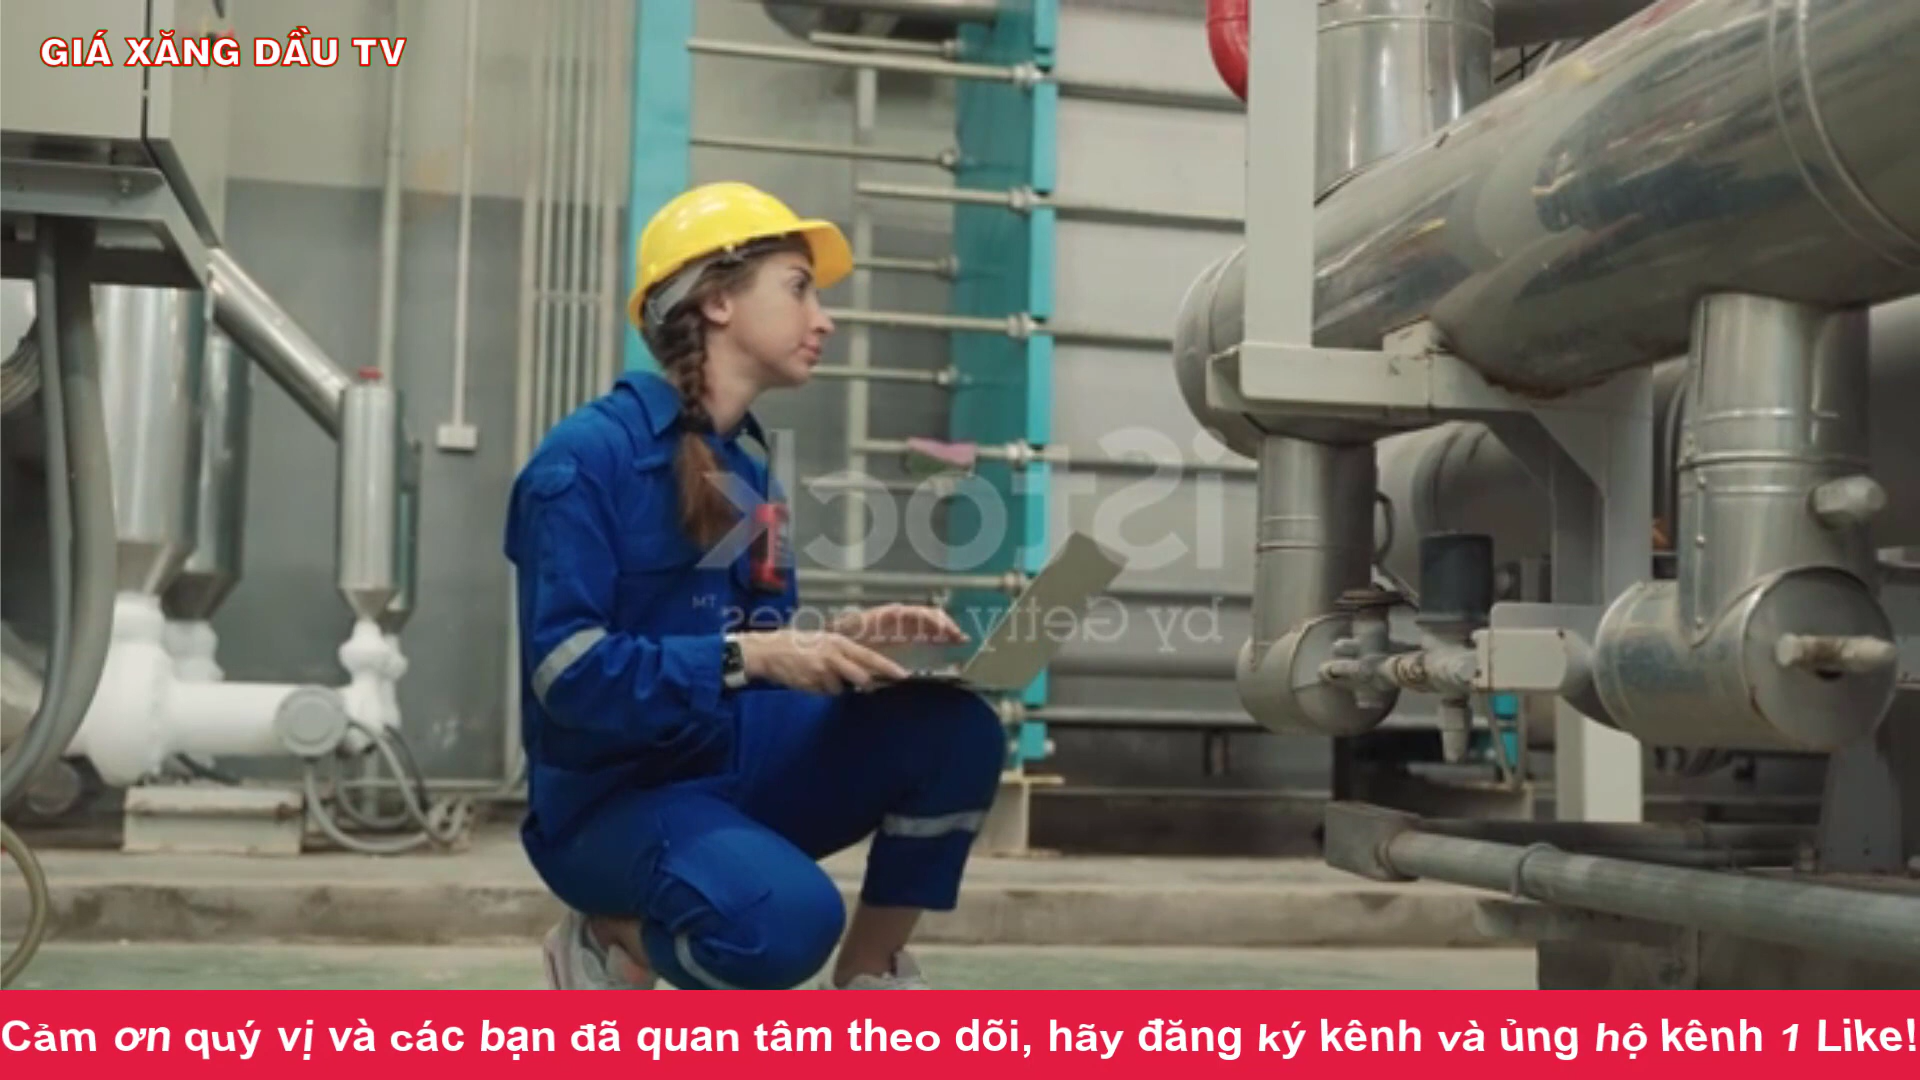 GIÁ XĂNG DẦU TV
iStock
by Getty Images™
Cảm ơn quý vị và các bạn đã quan tâm theo dõi, hãy đăng ký kênh và ủng hộ kênh 1 Like!